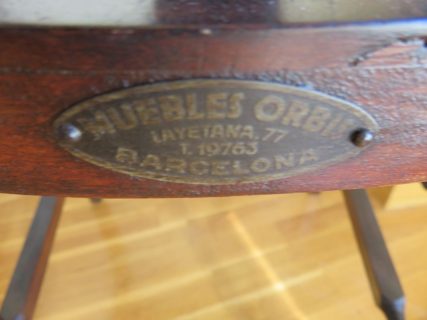 MUEBLES ORBIS
LAYETANA, 77
T. 19763
BARCELONA